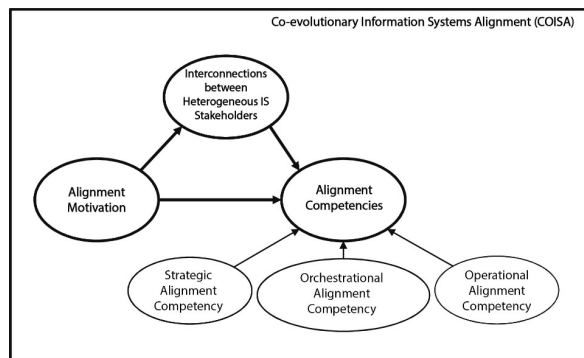 Co-evolutionary Information Systems Alignment (COISA)
Interconnections
between
Heterogeneous IS
Stakeholders
Alignment
Motivation
Alignment
Competencies
Strategic
Alignment
Competency
Orchestrational
Alignment
Competency
Operational
Alignment
Competency